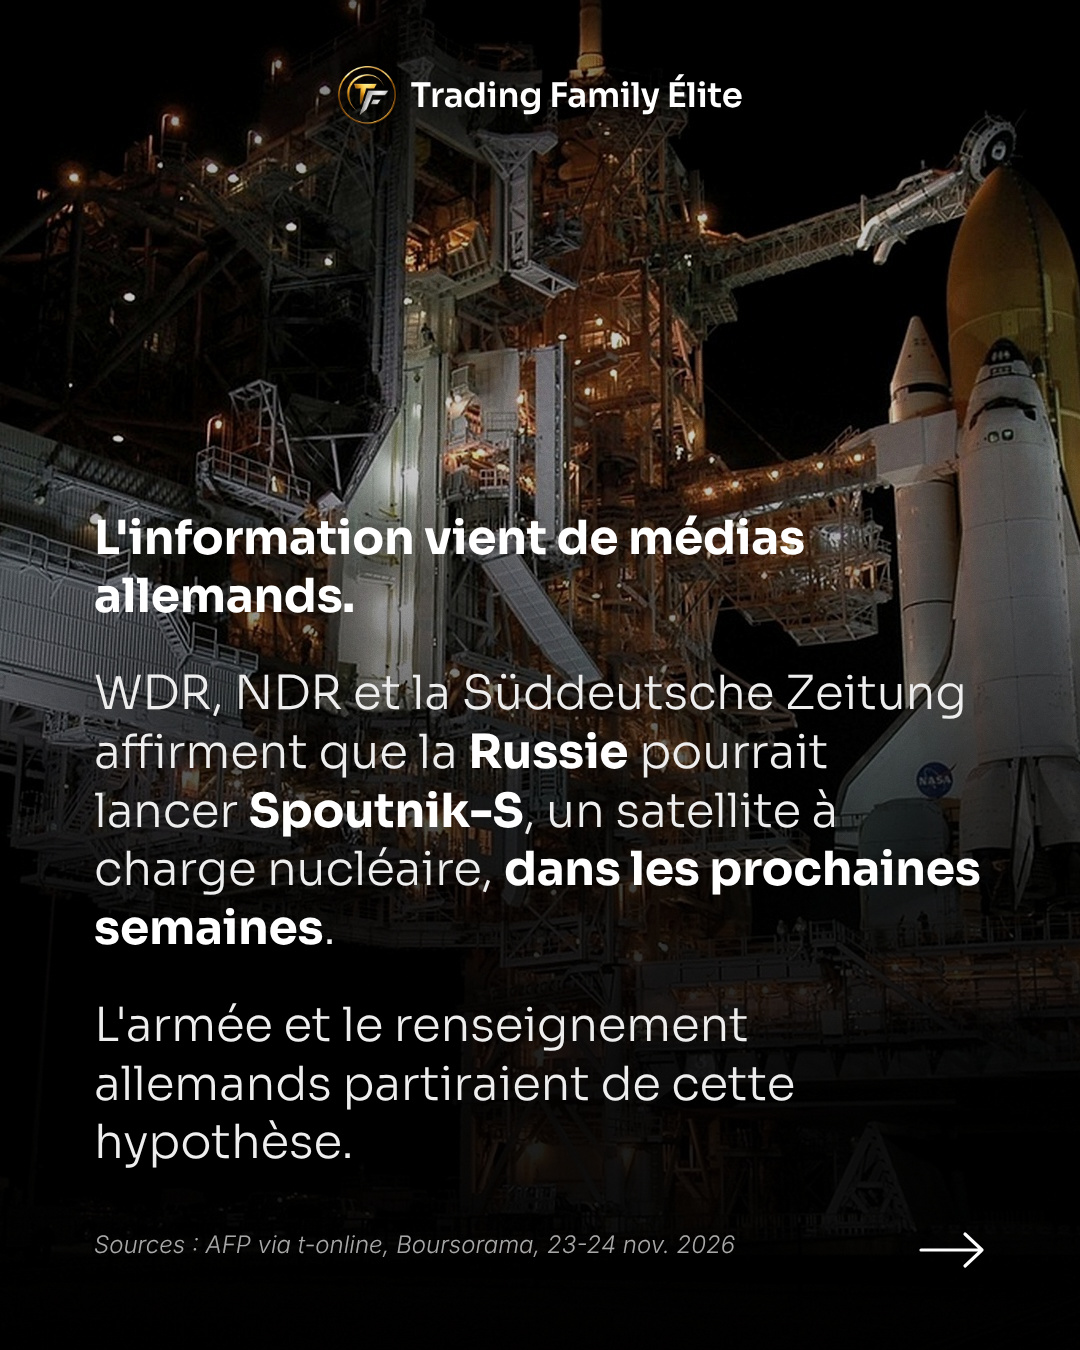 TF Trading Family Élite
L'information vient de médias
allemands.
WDR, NDR et la Süddeutsche Zeitung
affirment que la Russie pourrait
lancer Spoutnik-S, un satellite à
charge nucléaire, dans les prochaines
semaines.
NASA
L'armée et le renseignement
allemands partiraient de cette
hypothèse.
Sources : AFP via t-online, Boursorama, 23-24 nov. 2026